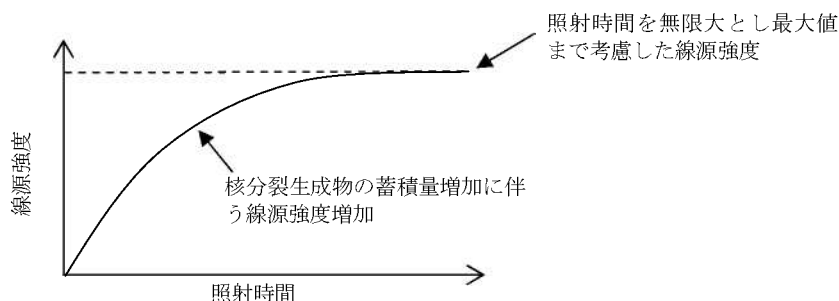 照射時間を無限大とし最大値
まで考慮した線源強度
線源強度
核分裂生成物の蓄積量増加に伴
う線源強度増加
照射時間